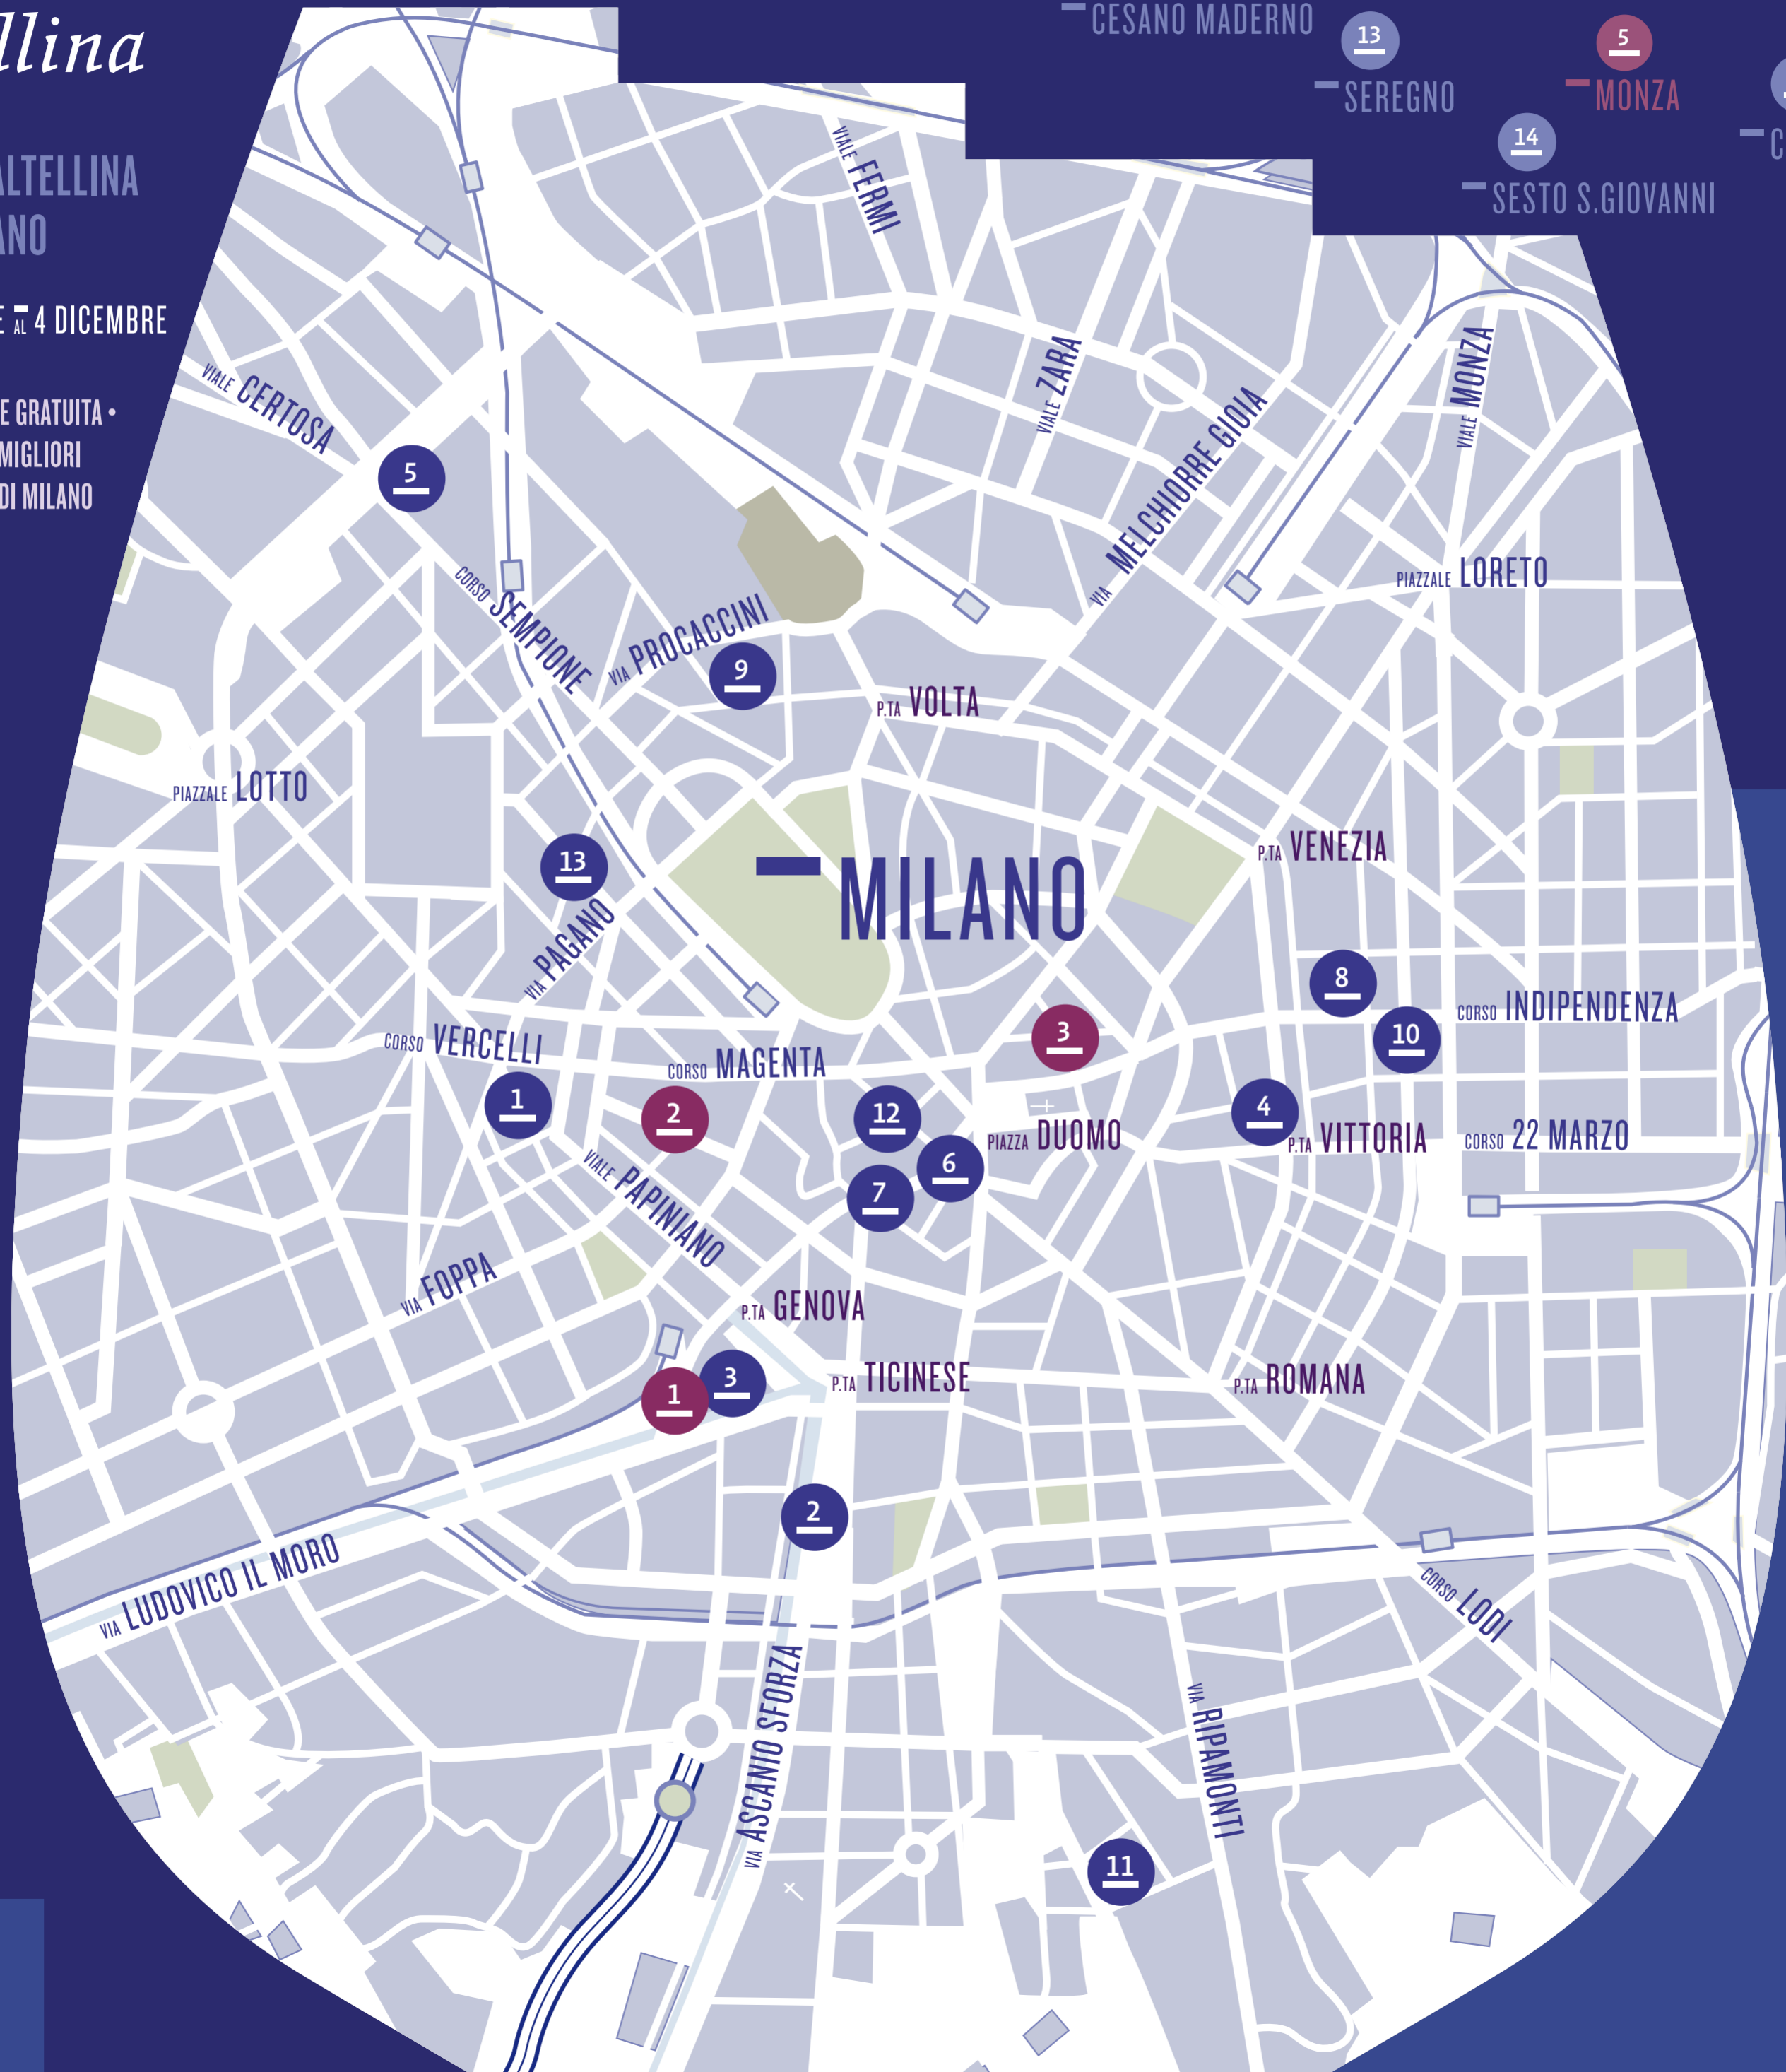 llina
ALTELLINA
ANO
E AL 4 DICEMBRE
E GRATUITA •
MIGLIORI
DI MILANO
CESANO MADERNO
13
SEREGNO
5
MONZA
14
SESTO S.GIOVANNI
C
VIALE FERMI
VIALE CERTOSA
5
VIALE ZARA
VIALE MONZA
VIA MELCHIORRE GIOIA
PIAZZALE LORETO
CORSO SEMPIONE
VIA PROCACCINI
9
P.TA VOLTA
PIAZZALE LOTTO
13
VIA PAGANO
MILANO
P.TA VENEZIA
8
CORSO INDIPENDENZA
10
3
CORSO VERCELLI
CORSO MAGENTA
1
2
12
4
PIAZZA DUOMO
P.TA VITTORIA
CORSO 22 MARZO
6
7
VIALE PAPINIANO
VIA FOPPA
P.TA GENOVA
1
3
P.TA TICINESE
P.TA ROMANA
2
VIA LUDOVICO IL MORO
CORSO LODI
VIA ASCANIO SFORZA
VIA RIPAMONTI
11